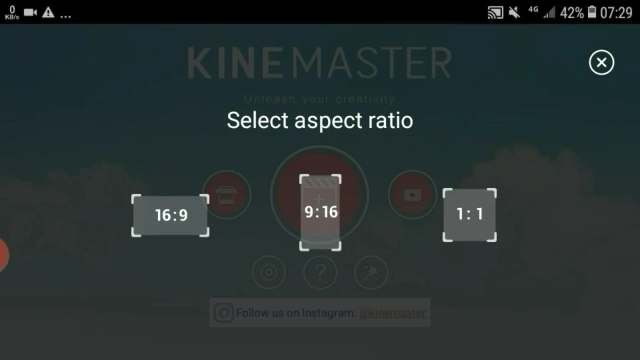 0
KB/s
...
4G
42%
07:29
KINEMASTER
Unleash your creativity
Select aspect ratio
16:9
9:16
1:1
?
Follow us on Instagram. @kinemaster